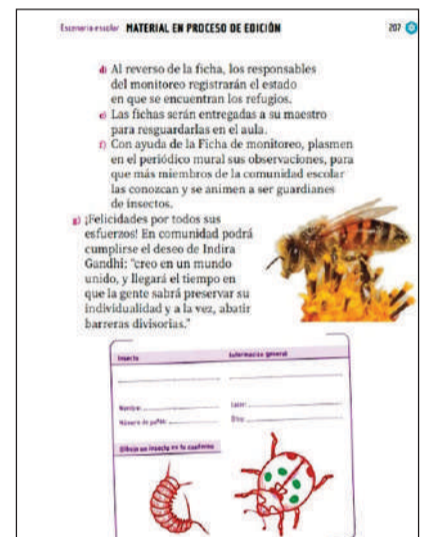 Escenario escolar MATERIAL EN PROCESO DE EDICIÓN 207
d) Al reverso de la ficha, los responsables
del monitoreo registrarán el estado
en que se encuentran los refugios.
e) Las fichas serán entregadas a su maestro
para resguardarlas en el aula.
f) Con ayuda de la Ficha de monitoreo, plasmen
en el periódico mural sus observaciones, para
que más miembros de la comunidad escolar
las conozcan y se animen a ser guardianes
de insectos.
g) ¡Felicidades por todos sus
esfuerzos! En comunidad podrá
cumplirse el deseo de Indira
Gandhi: "creo en un mundo
unido, y llegará el tiempo en
que la gente sabrá preservar su
individualidad y a la vez, abatir
barreras divisorias."
Insecto Información general
Nombre: Color:
Número de patas:
Dibuja un insecto en tu cuaderno